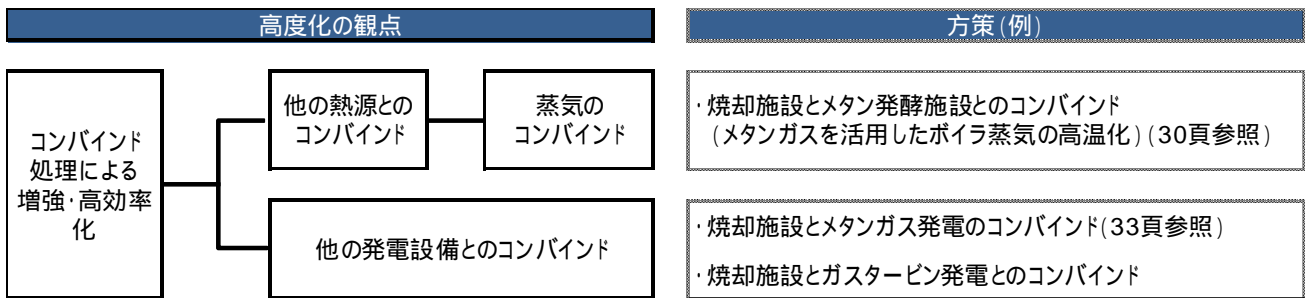 高度化の観点
方策(例)
コンバインド
処理による
増強･高効率
化
他の熱源との
コンバインド
蒸気の
コンバインド
･焼却施設とメタン発酵施設とのコンバインド
(メタンガスを活用したボイラ蒸気の高温化)(30頁参照)
他の発電設備とのコンバインド
･焼却施設とメタンガス発電のコンバインド(33頁参照)
･焼却施設とガスタービン発電とのコンバインド